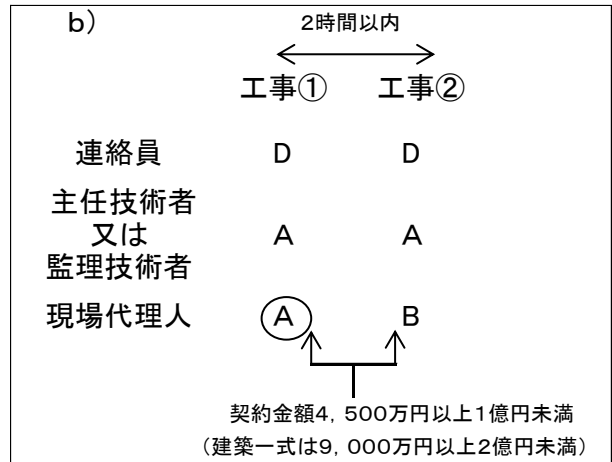 b)
2時間以内
工事① 工事②
連絡員 D D
主任技術者
又は A A
監理技術者
現場代理人 A B
契約金額4,500万円以上1億円未満
(建築一式は9,000万円以上2億円未満)